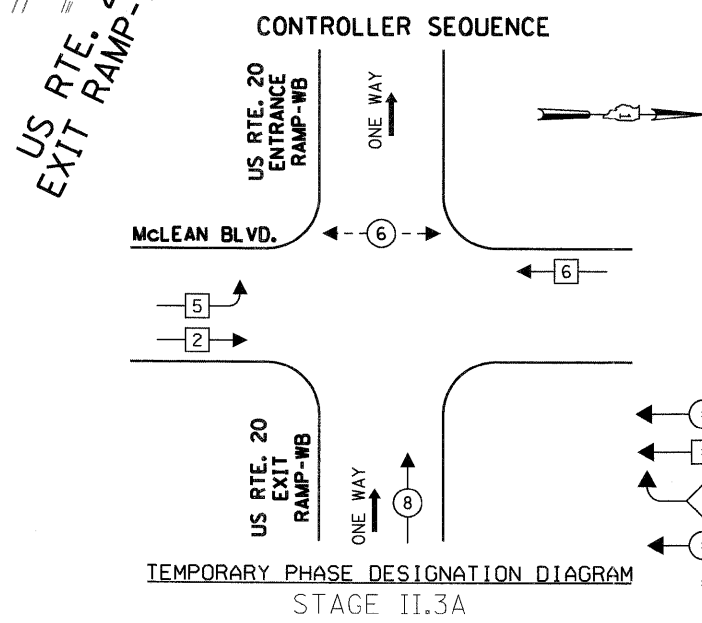 CONTROLLER SEQUENCE
US RTE.
EXIT RAMP-
US RTE. 20
ENTRANCE
RAMP-WB
ONE WAY
McLEAN BLVD.
6
6
5
2
US RTE. 20
EXIT
RAMP-WB
ONE WAY
8
TEMPORARY PHASE DESIGNATION DIAGRAM
STAGE II.3A